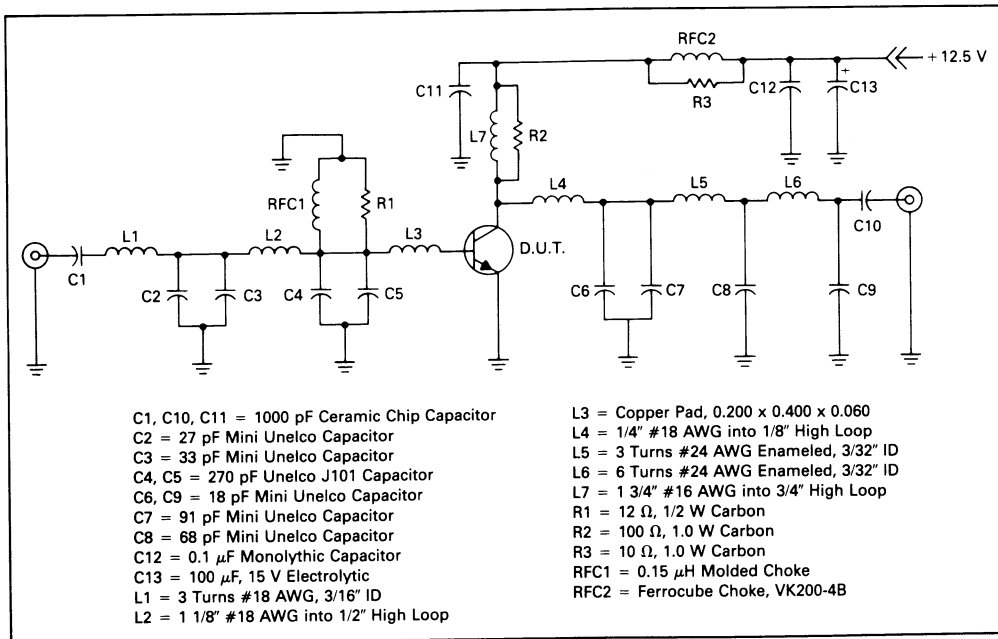 RFC2
+ 12.5 V
C11
R3
C12
+
C13
L7
R2
RFC1
R1
L4
L5
L6
L1
L2
L3
D.U.T.
C10
C1
C2
C3
C4
C5
C6
C7
C8
C9
C1, C10, C11 = 1000 pF Ceramic Chip Capacitor
C2 = 27 pF Mini Unelco Capacitor
C3 = 33 pF Mini Unelco Capacitor
C4, C5 = 270 pF Unelco J101 Capacitor
C6, C9 = 18 pF Mini Unelco Capacitor
C7 = 91 pF Mini Unelco Capacitor
C8 = 68 pF Mini Unelco Capacitor
C12 = 0.1 μF Monolythic Capacitor
C13 = 100 μF, 15 V Electrolytic
L1 = 3 Turns #18 AWG, 3/16" ID
L2 = 1 1/8" #18 AWG into 1/2" High Loop
L3 = Copper Pad, 0.200 x 0.400 x 0.060
L4 = 1/4" #18 AWG into 1/8" High Loop
L5 = 3 Turns #24 AWG Enameled, 3/32" ID
L6 = 6 Turns #24 AWG Enameled, 3/32" ID
L7 = 1 3/4" #16 AWG into 3/4" High Loop
R1 = 12 Ω, 1/2 W Carbon
R2 = 100 Ω, 1.0 W Carbon
R3 = 10 Ω, 1.0 W Carbon
RFC1 = 0.15 μH Molded Choke
RFC2 = Ferrocube Choke, VK200-4B